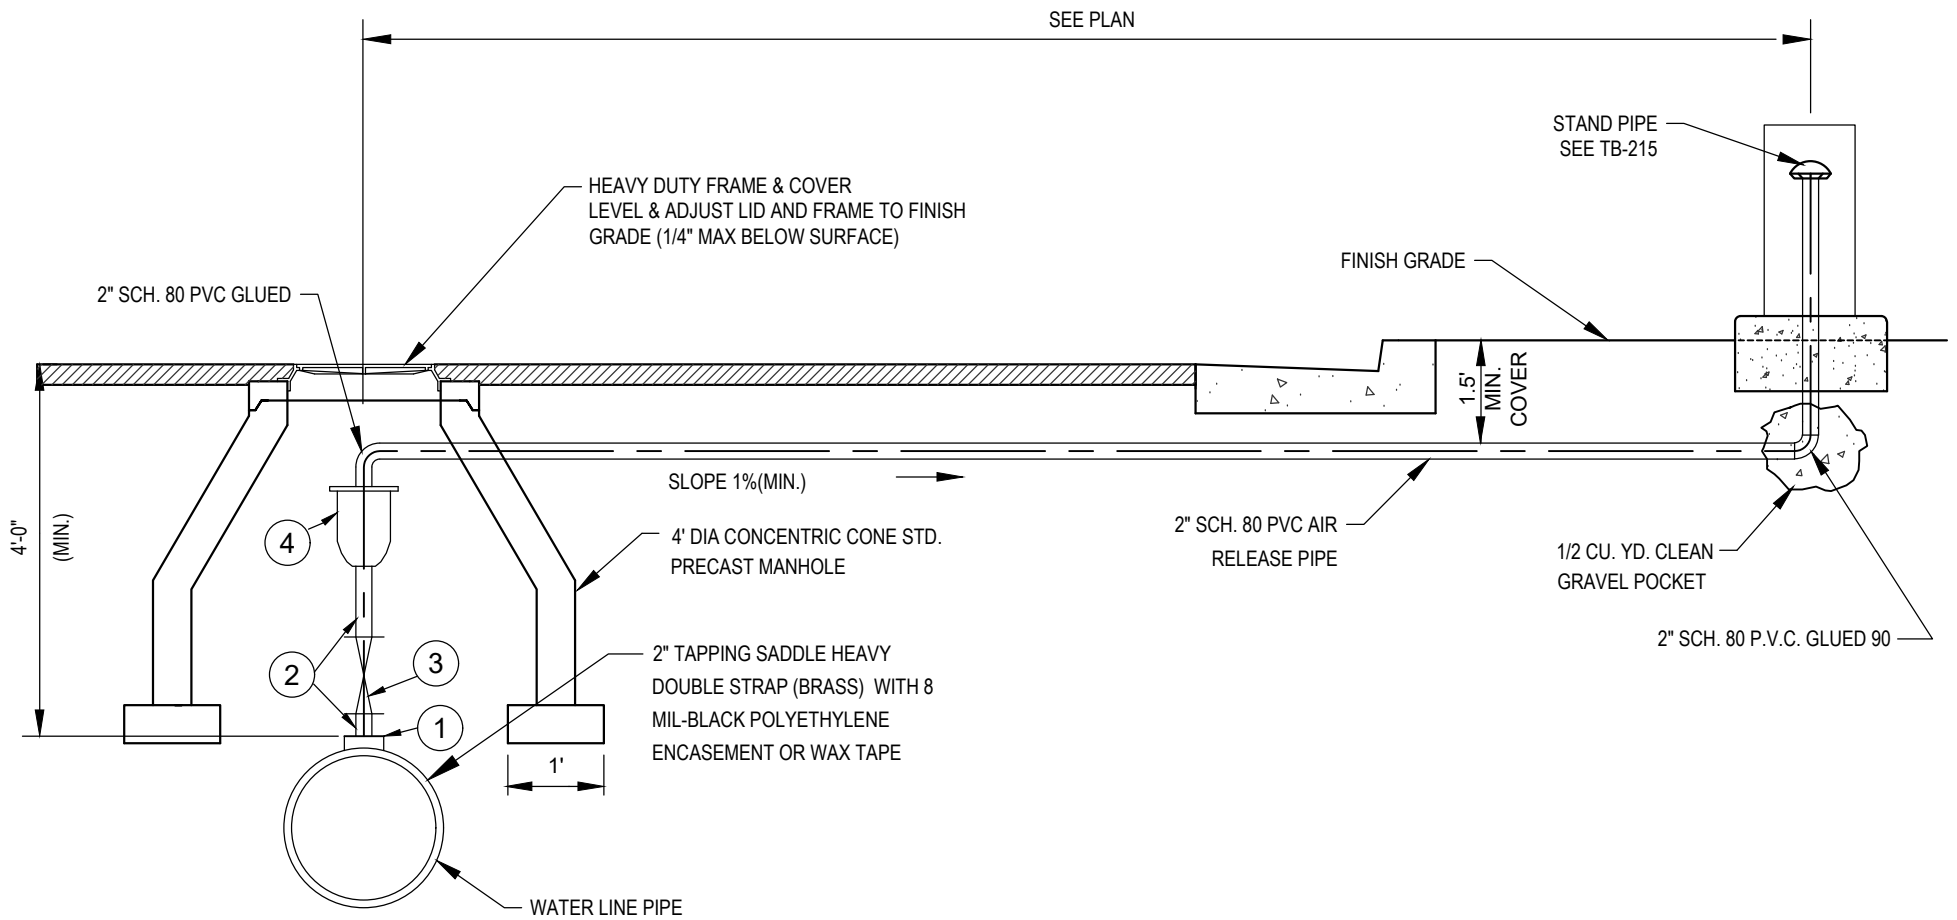 SEE PLAN
STAND PIPE
SEE TB-215
HEAVY DUTY FRAME & COVER
LEVEL & ADJUST LID AND FRAME TO FINISH
GRADE (1/4" MAX BELOW SURFACE)
FINISH GRADE
2" SCH. 80 PVC GLUED
1.5'
MIN.
COVER
SLOPE 1%(MIN.)
4'-0"
(MIN.)
4
4' DIA CONCENTRIC CONE STD.
PRECAST MANHOLE
2" SCH. 80 PVC AIR
RELEASE PIPE
1/2 CU. YD. CLEAN
GRAVEL POCKET
2" SCH. 80 P.V.C. GLUED 90
2
3
1
2" TAPPING SADDLE HEAVY
DOUBLE STRAP (BRASS) WITH 8
MIL-BLACK POLYETHYLENE
ENCASEMENT OR WAX TAPE
1'
WATER LINE PIPE